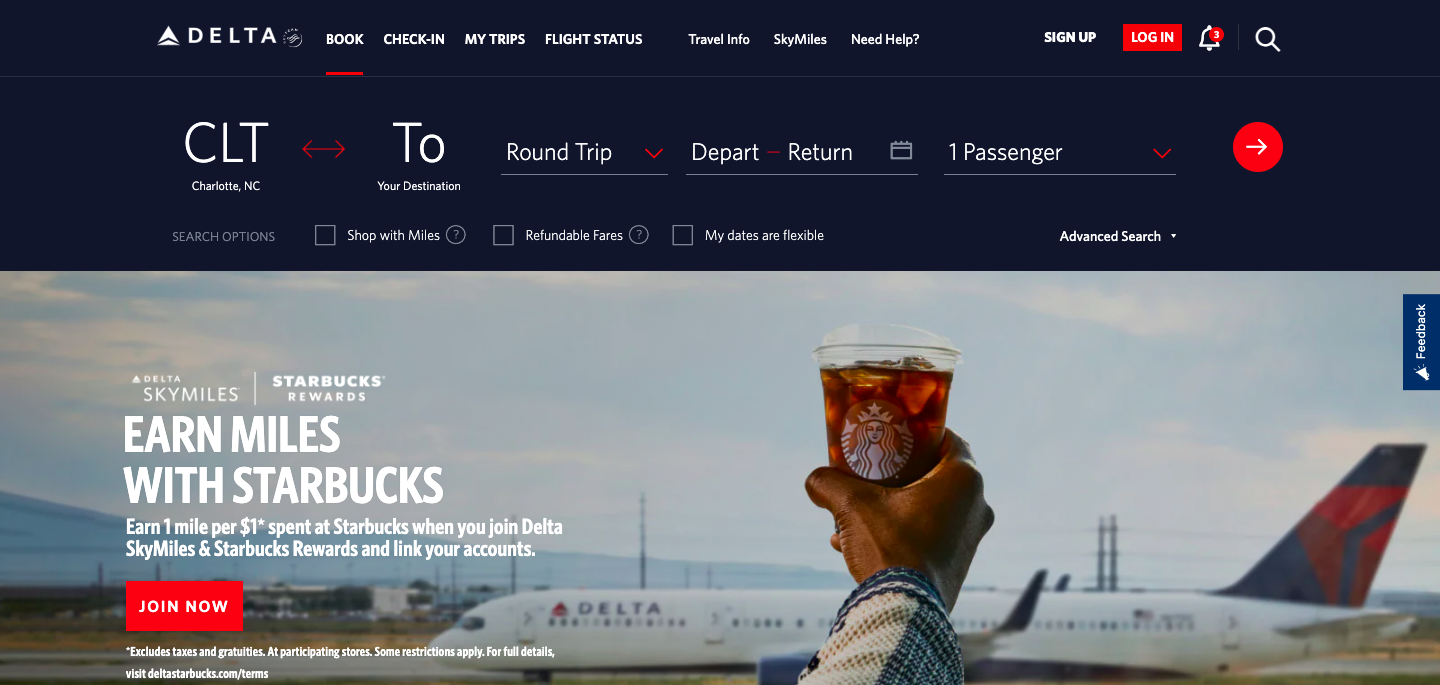 DELTA
BOOK
CHECK-IN
MY TRIPS
FLIGHT STATUS
Travel Info
SkyMiles
Need Help?
SIGN UP
LOG IN
3
CLT
Charlotte, NC
To
Your Destination
Round Trip
Depart – Return
1 Passenger
SEARCH OPTIONS
Shop with Miles ?
Refundable Fares ?
My dates are flexible
Advanced Search
Feedback
DELTA
SKYMILES
STARBUCKS
REWARDS
EARN MILES
WITH STARBUCKS
Earn 1 mile per $1* spent at Starbucks when you join Delta
SkyMiles & Starbucks Rewards and link your accounts.
JOIN NOW
*Excludes taxes and gratuities. At participating stores. Some restrictions apply. For full details,
visit deltastarbucks.com/terms
DELTA